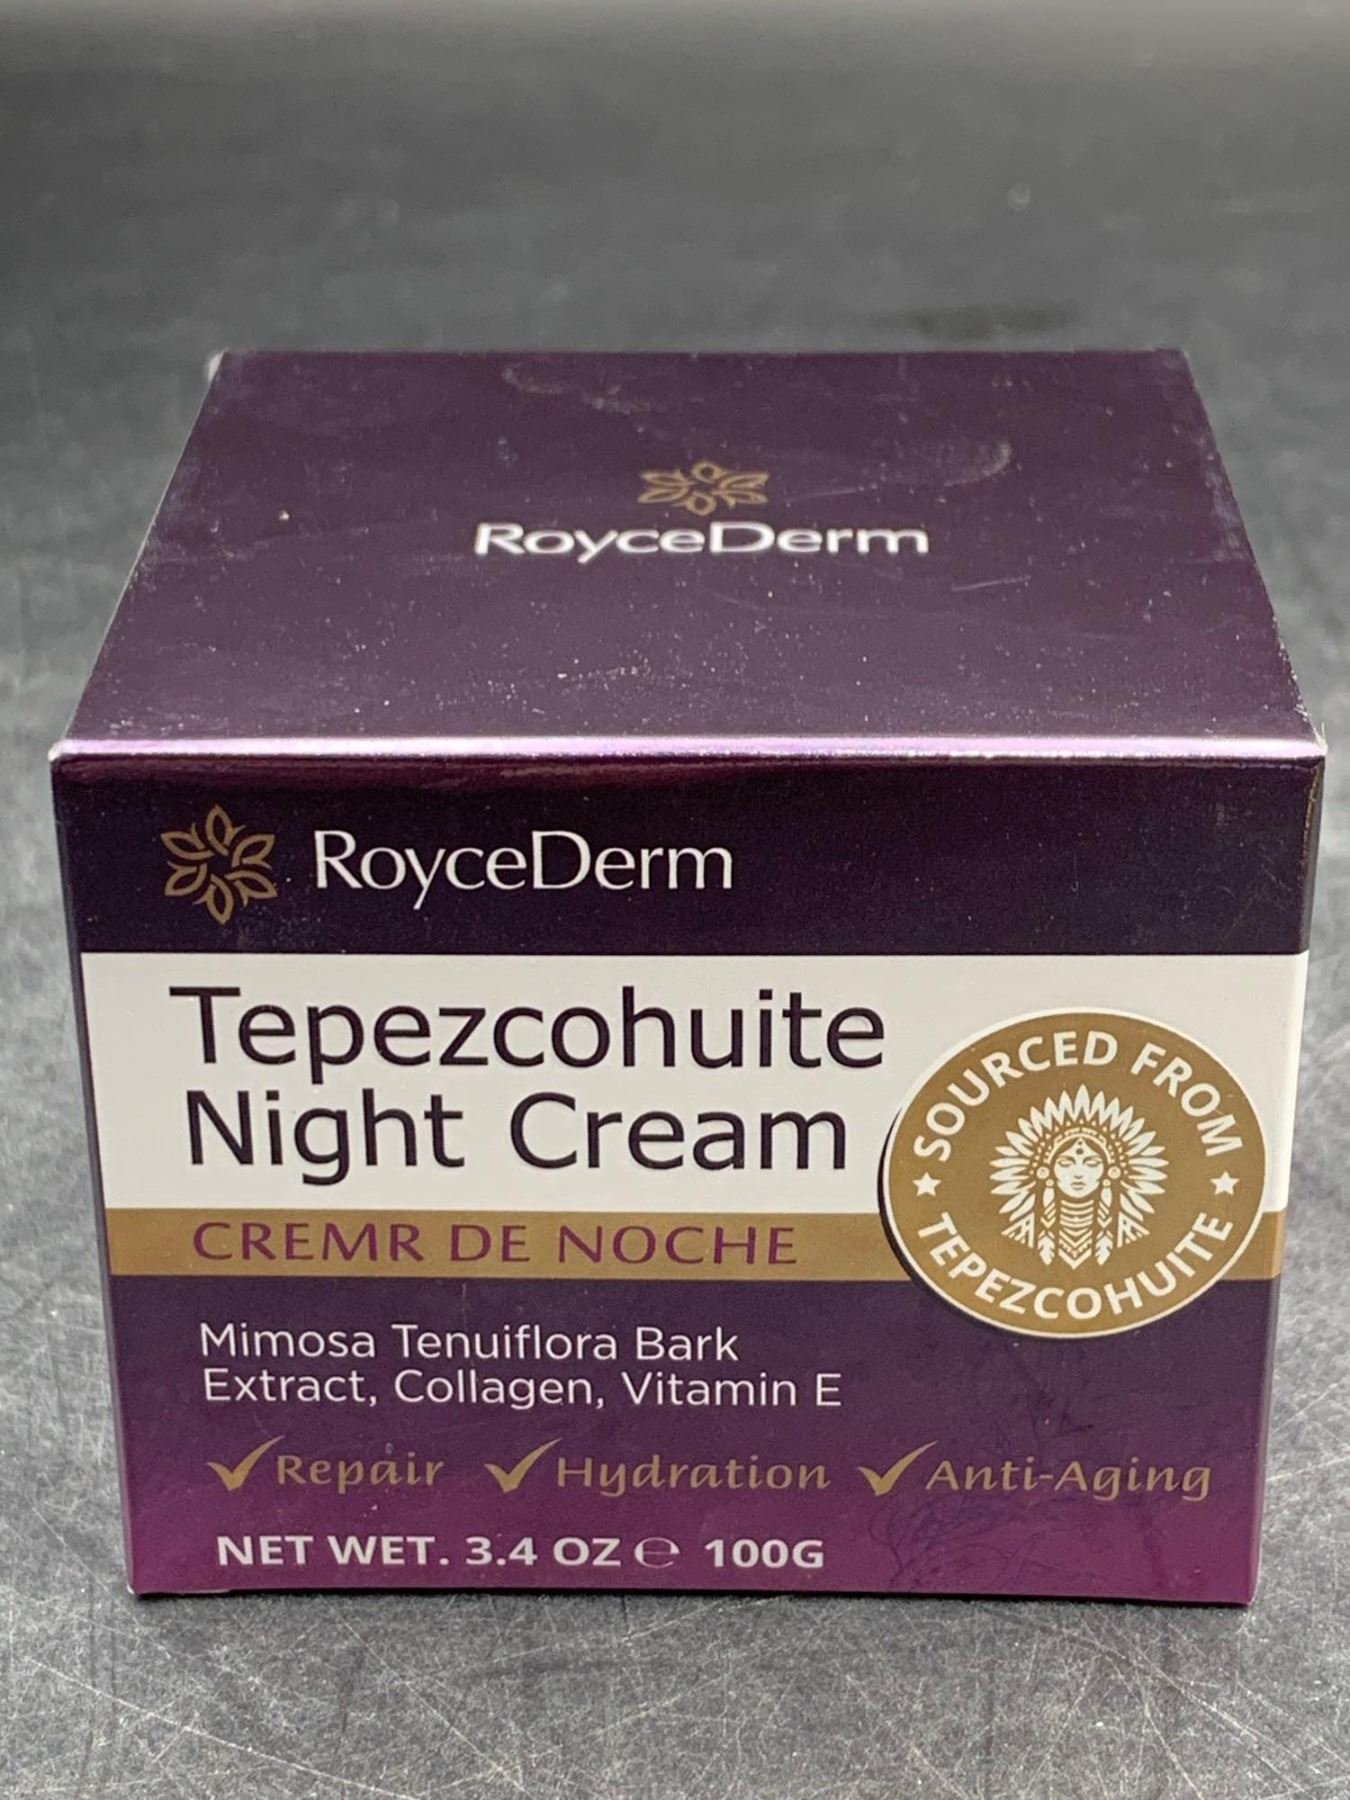 RoyceDerm
RoyceDerm
Tepezcohuite
Night Cream
CREMR DE NOCHE
SOURCED FROM
TEPEZCOHUITE
Mimosa Tenuiflora Bark
Extract, Collagen, Vitamin E
Repair Hydration Anti-Aging
NET WET. 3.4 OZ ℮ 100G